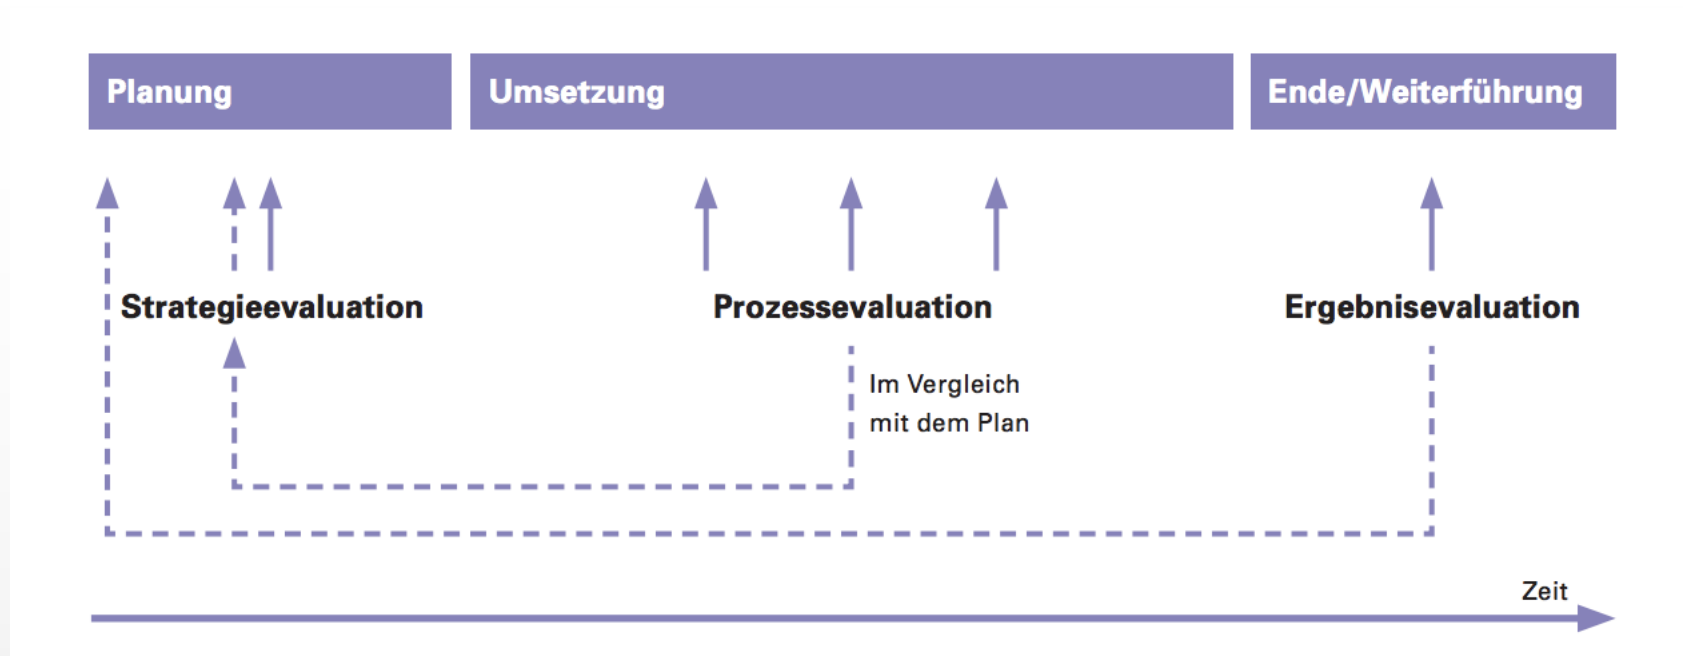 Planung
Umsetzung
Ende/Weiterführung
Strategieevaluation
Prozessevaluation
Ergebnisevaluation
Im Vergleich
mit dem Plan
Zeit